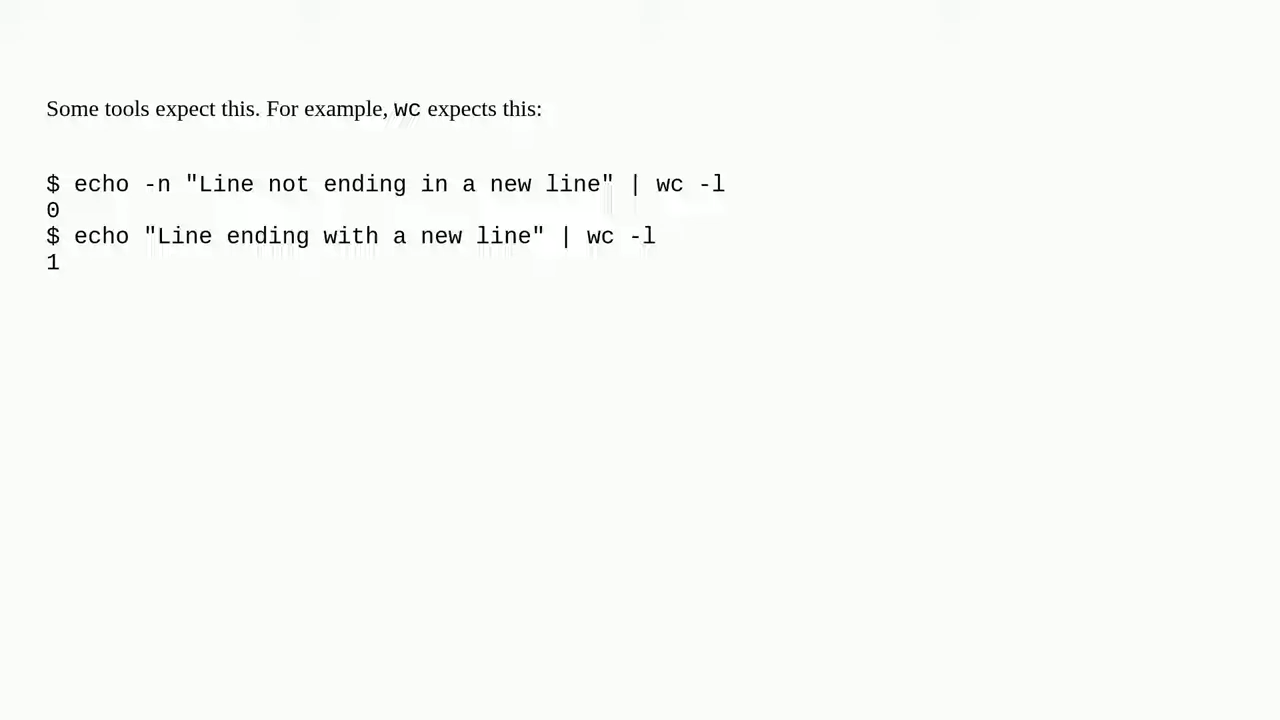 Some tools expect this. For example, wc expects this:
$ echo -n "Line not ending in a new line" | wc -l
0
$ echo "Line ending with a new line" | wc -l
1